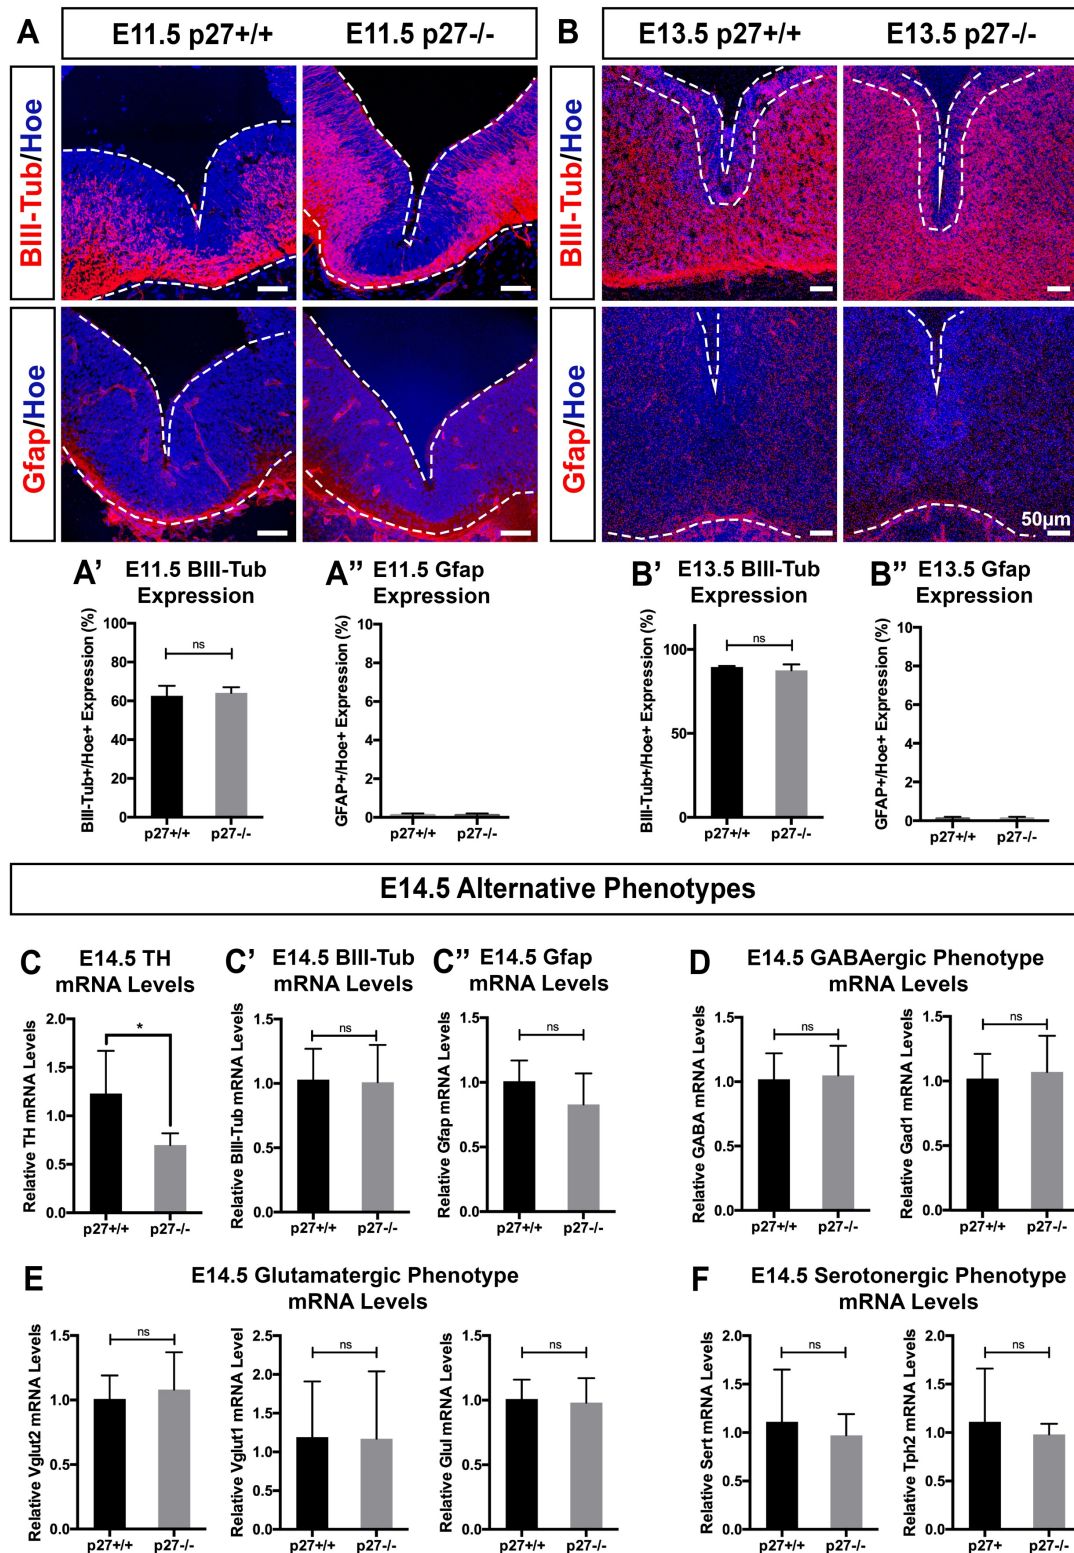 A
E11.5 p27+/+
E11.5 p27-/-
B
E13.5 p27+/+
E13.5 p27-/-
BIII-Tub/Hoe
BIII-Tub/Hoe
Gfap/Hoe
Gfap/Hoe
50µm
A'
E11.5 BIII-Tub
Expression
BIII-Tub+/Hoe+ Expression (%)
100
80
60
40
20
0
ns
p27+/+
p27-/-
A''
E11.5 Gfap
Expression
GFAP+/Hoe+ Expression (%)
10
8
6
4
2
0
p27+/+
p27-/-
B'
E13.5 BIII-Tub
Expression
BIII-Tub+/Hoe+ Expression (%)
100
50
0
ns
p27+/+
p27-/-
B''
E13.5 Gfap
Expression
GFAP+/Hoe+ Expression (%)
10
8
6
4
2
0
p27+/+
p27-/-
E14.5 Alternative Phenotypes
C
E14.5 TH
mRNA Levels
Relative TH mRNA Levels
2.0
1.5
1.0
0.5
0.0
*
p27+/+
p27-/-
C'
E14.5 BIII-Tub
mRNA Levels
Relative BIII-Tub mRNA Levels
1.5
1.0
0.5
0.0
ns
p27+/+
p27-/-
C''
E14.5 Gfap
mRNA Levels
Relative Gfap mRNA Levels
1.5
1.0
0.5
0.0
ns
p27+/+
p27-/-
D
E14.5 GABAergic Phenotype
mRNA Levels
Relative GABA mRNA Levels
1.5
1.0
0.5
0.0
ns
p27+/+
p27-/-
Relative Gad1 mRNA Levels
1.5
1.0
0.5
0.0
ns
p27+/+
p27-/-
E
E14.5 Glutamatergic Phenotype
mRNA Levels
Relative Vglut2 mRNA Levels
1.5
1.0
0.5
0.0
ns
p27+/+
p27-/-
Relative Vglut1 mRNA Level
2.5
2.0
1.5
1.0
0.5
0.0
ns
p27+/+
p27-/-
Relative Glul mRNA Levels
1.5
1.0
0.5
0.0
ns
p27+/+
p27-/-
F
E14.5 Serotonergic Phenotype
mRNA Levels
Relative Sert mRNA Levels
2.0
1.5
1.0
0.5
0.0
ns
p27+/+
p27-/-
Relative Tph2 mRNA Levels
2.0
1.5
1.0
0.5
0.0
ns
p27+
p27-/-